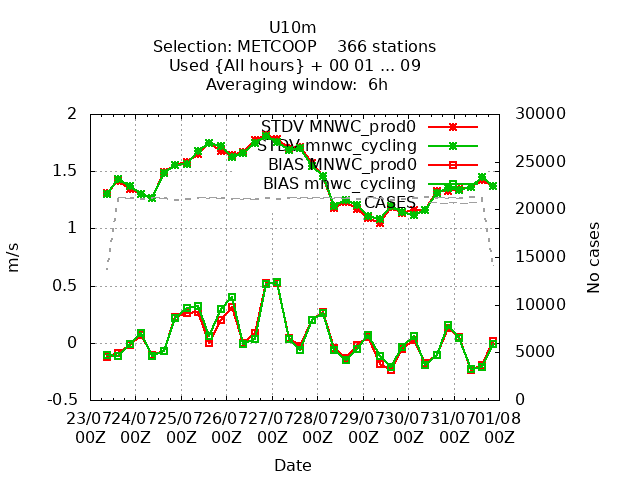 U10m
Selection: METCOOP    366 stations
Used {All hours} + 00 01 ... 09
Averaging window:  6h
STDV MNWC_prod0
STDV mnwc_cycling
BIAS MNWC_prod0
BIAS mnwc_cycling
CASES
2
1.5
1
0.5
0
-0.5
m/s
30000
25000
20000
15000
10000
5000
0
No cases
23/07 24/07 25/07 26/07 27/07 28/07 29/07 30/07 31/07 01/08
00Z 00Z 00Z 00Z 00Z 00Z 00Z 00Z 00Z 00Z
Date